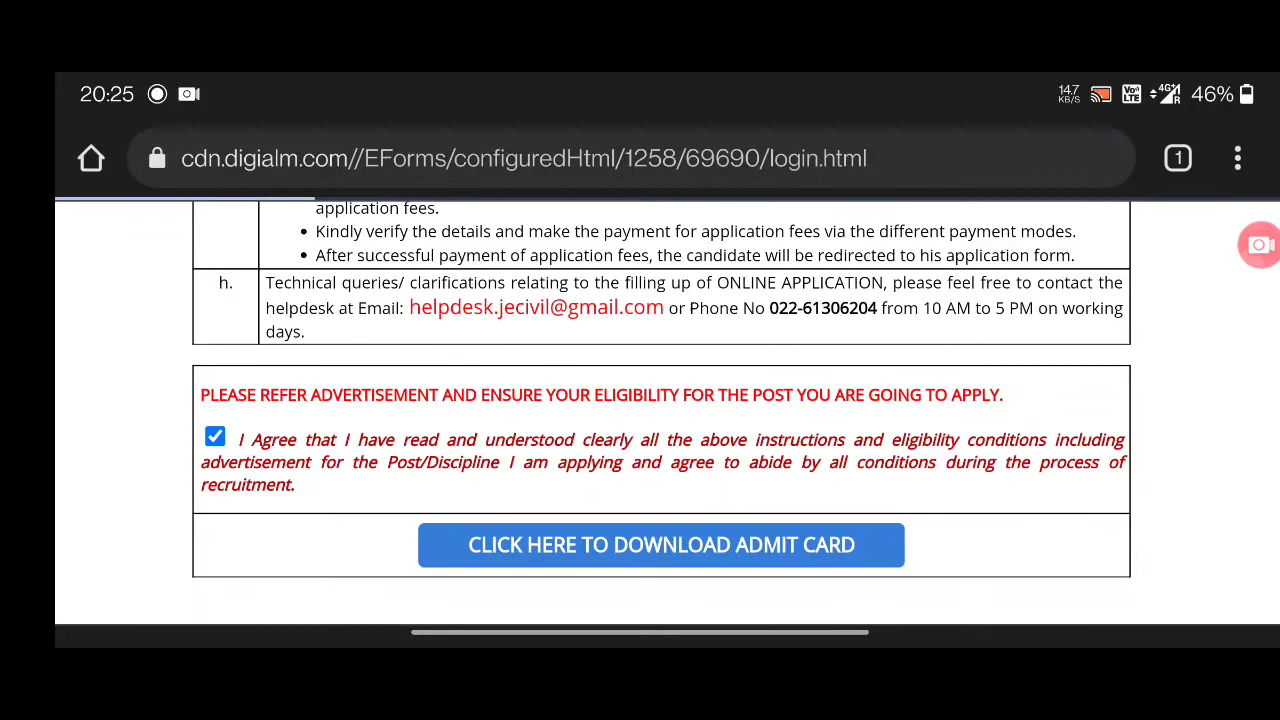 20:25
14.7 KB/S Vo) LTE 4G+ R 46%
cdn.digialm.com//EForms/configuredHtml/1258/69690/login.html
1
application fees.
• Kindly verify the details and make the payment for application fees via the different payment modes.
• After successful payment of application fees, the candidate will be redirected to his application form.
h. Technical queries/ clarifications relating to the filling up of ONLINE APPLICATION, please feel free to contact the
helpdesk at Email: helpdesk.jecivil@gmail.com or Phone No 022-61306204 from 10 AM to 5 PM on working
days.
PLEASE REFER ADVERTISEMENT AND ENSURE YOUR ELIGIBILITY FOR THE POST YOU ARE GOING TO APPLY.
I Agree that I have read and understood clearly all the above instructions and eligibility conditions including
advertisement for the Post/Discipline I am applying and agree to abide by all conditions during the process of
recruitment.
CLICK HERE TO DOWNLOAD ADMIT CARD